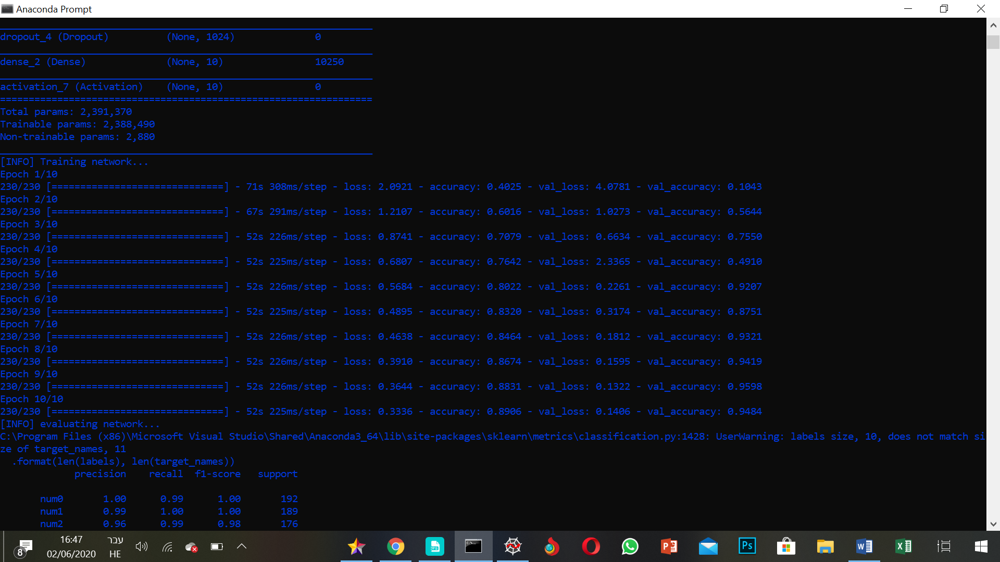 Anaconda Prompt
dropout_4 (Dropout) (None, 1024) 0
dense_2 (Dense) (None, 10) 10250
activation_7 (Activation) (None, 10) 0
=================================================================
Total params: 2,391,370
Trainable params: 2,388,490
Non-trainable params: 2,880
[INFO] Training network...
Epoch 1/10
230/230 [==============================] - 71s 308ms/step - loss: 2.0921 - accuracy: 0.4025 - val_loss: 4.0781 - val_accuracy: 0.1043
Epoch 2/10
230/230 [==============================] - 67s 291ms/step - loss: 1.2107 - accuracy: 0.6016 - val_loss: 1.0273 - val_accuracy: 0.5644
Epoch 3/10
230/230 [==============================] - 52s 226ms/step - loss: 0.8741 - accuracy: 0.7079 - val_loss: 0.6634 - val_accuracy: 0.7550
Epoch 4/10
230/230 [==============================] - 52s 225ms/step - loss: 0.6807 - accuracy: 0.7642 - val_loss: 2.3365 - val_accuracy: 0.4910
Epoch 5/10
230/230 [==============================] - 52s 226ms/step - loss: 0.5684 - accuracy: 0.8022 - val_loss: 0.2261 - val_accuracy: 0.9207
Epoch 6/10
230/230 [==============================] - 52s 225ms/step - loss: 0.4895 - accuracy: 0.8320 - val_loss: 0.3174 - val_accuracy: 0.8751
Epoch 7/10
230/230 [==============================] - 52s 226ms/step - loss: 0.4638 - accuracy: 0.8464 - val_loss: 0.1812 - val_accuracy: 0.9321
Epoch 8/10
230/230 [==============================] - 52s 226ms/step - loss: 0.3910 - accuracy: 0.8674 - val_loss: 0.1595 - val_accuracy: 0.9419
Epoch 9/10
230/230 [==============================] - 52s 226ms/step - loss: 0.3644 - accuracy: 0.8831 - val_loss: 0.1322 - val_accuracy: 0.9598
Epoch 10/10
230/230 [==============================] - 52s 225ms/step - loss: 0.3336 - accuracy: 0.8906 - val_loss: 0.1406 - val_accuracy: 0.9484
[INFO] evaluating network...
C:\Program Files (x86)\Microsoft Visual Studio\Shared\Anaconda3_64\lib\site-packages\sklearn\metrics\classification.py:1428: UserWarning: labels size, 10, does not match si
ze of target_names, 11
.format(len(labels), len(target_names))
precision recall f1-score support
num0 1.00 0.99 1.00 192
num1 0.99 1.00 1.00 189
num2 0.96 0.99 0.98 176
8
16:47
02/06/2020
עבר
HE
JPG
C:\
Ps